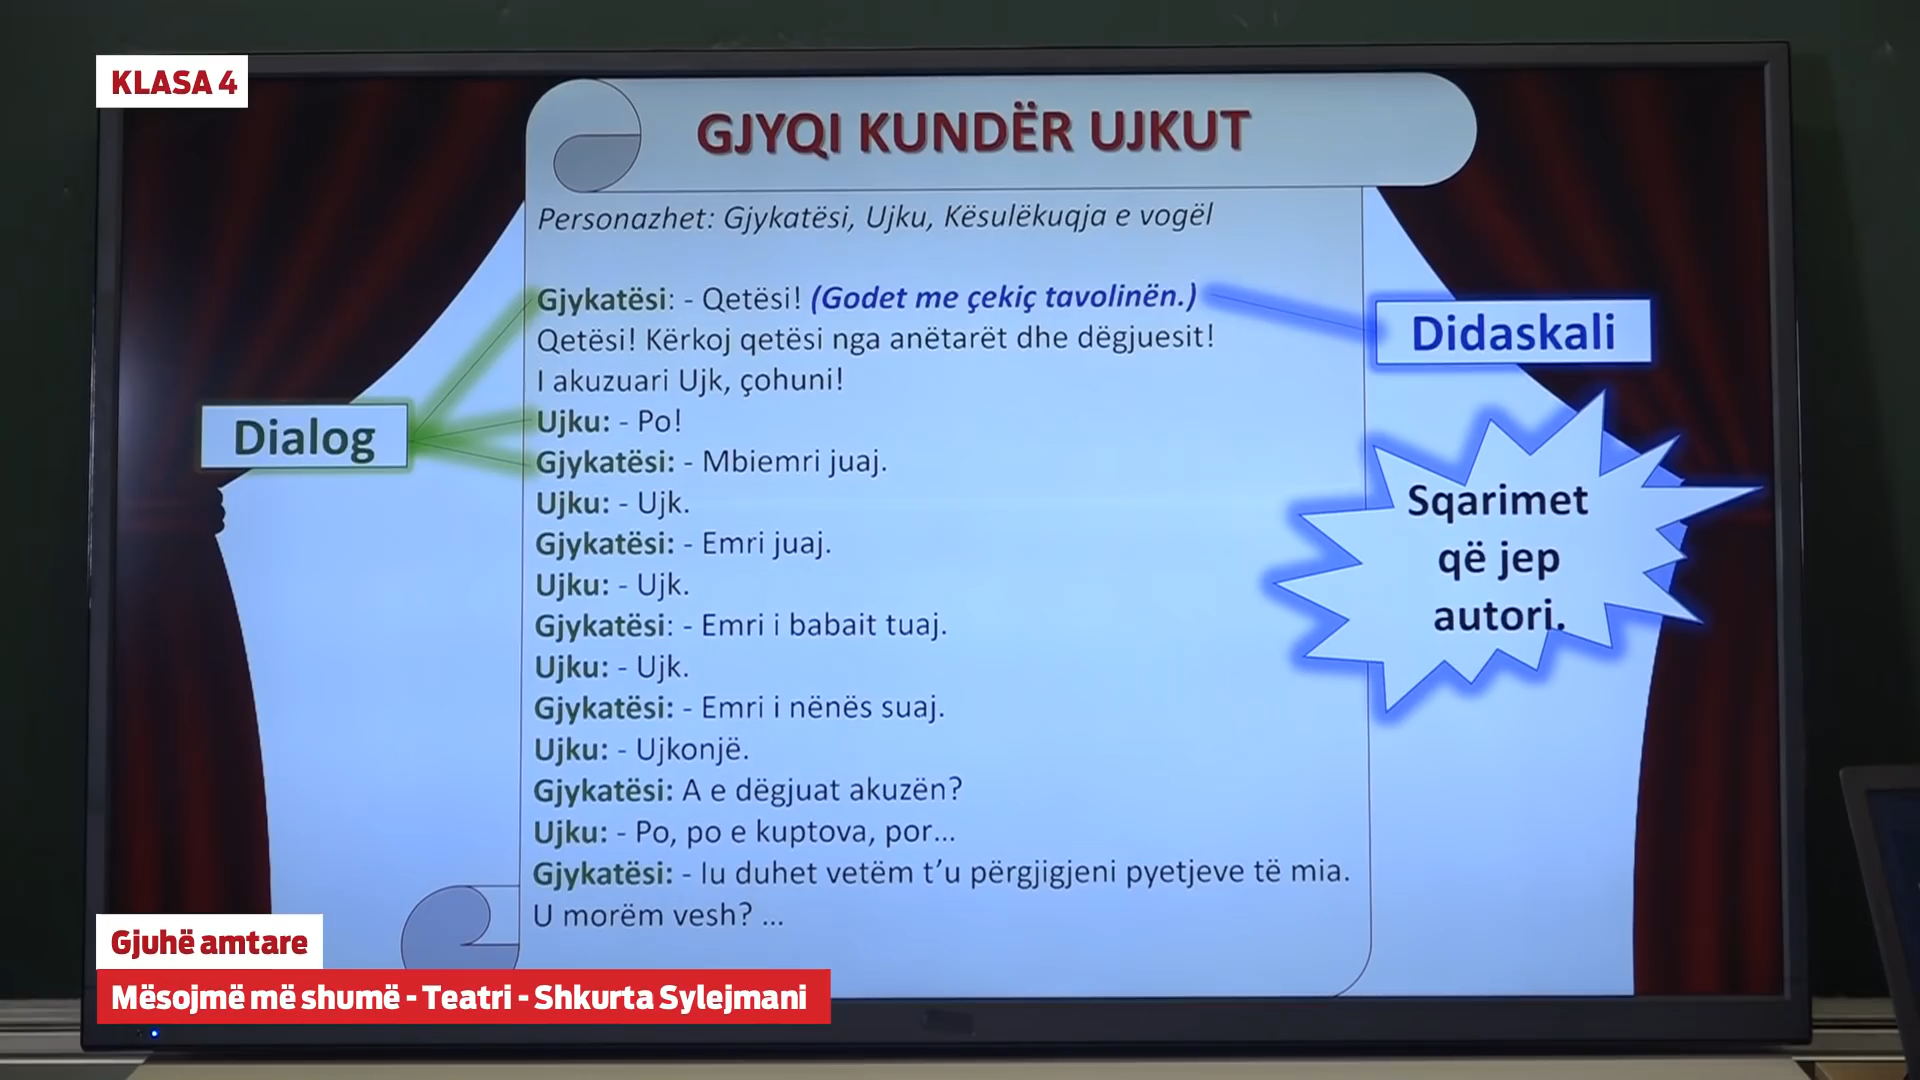 KLASA 4
GJYQI KUNDËR UJKUT
Personazhet: Gjykatësi, Ujku, Kësulëkuqja e vogël
Gjykatësi: - Qetësi! (Godet me çekiç tavolinën.)
Qetësi! Kërkoj qetësi nga anëtarët dhe dëgjuesit!
I akuzuari Ujk, çohuni!
Ujku: - Po!
Gjykatësi: - Mbiemri juaj.
Ujku: - Ujk.
Gjykatësi: - Emri juaj.
Ujku: - Ujk.
Gjykatësi: - Emri i babait tuaj.
Ujku: - Ujk.
Gjykatësi: - Emri i nënës suaj.
Ujku: - Ujkonjë.
Gjykatësi: A e dëgjuat akuzën?
Ujku: - Po, po e kuptova, por...
Gjykatësi: - Iu duhet vetëm t’u përgjigjeni pyetjeve të mia.
U morëm vesh? ...
Dialog
Didaskali
Sqarimet
që jep
autori.
Gjuhë amtare
Mësojmë më shumë - Teatri - Shkurta Sylejmani